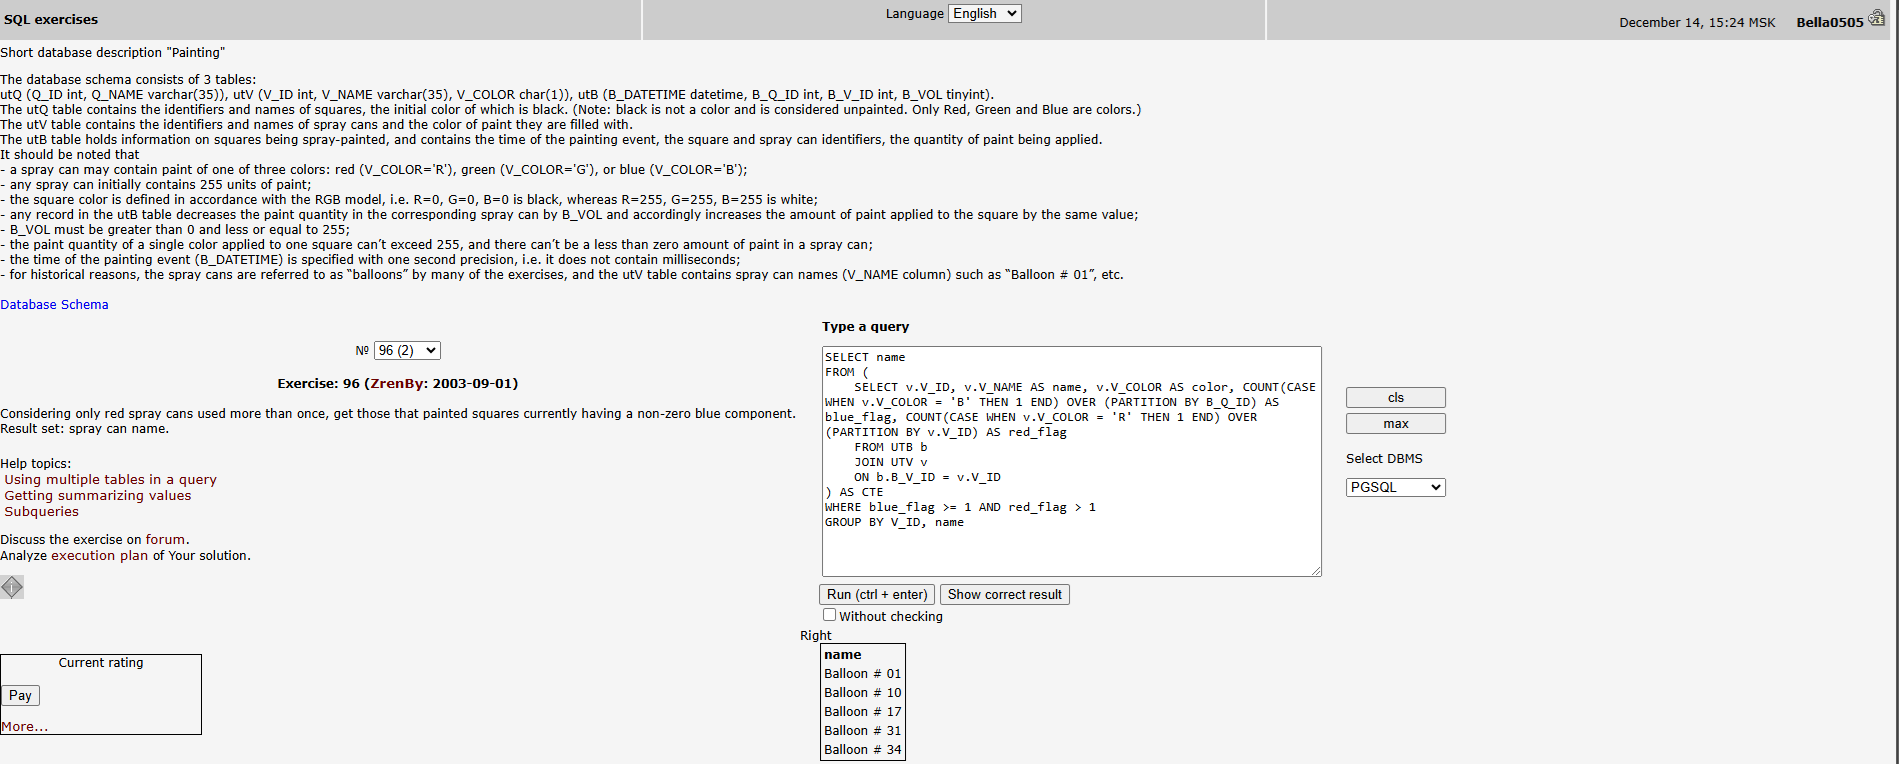 SQL exercises
Language English
December 14, 15:24 MSK Bella0505
Short database description "Painting"
The database schema consists of 3 tables:
utQ (Q_ID int, Q_NAME varchar(35)), utV (V_ID int, V_NAME varchar(35), V_COLOR char(1)), utB (B_DATETIME datetime, B_Q_ID int, B_V_ID int, B_VOL tinyint).
The utQ table contains the identifiers and names of squares, the initial color of which is black. (Note: black is not a color and is considered unpainted. Only Red, Green and Blue are colors.)
The utV table contains the identifiers and names of spray cans and the color of paint they are filled with.
The utB table holds information on squares being spray-painted, and contains the time of the painting event, the square and spray can identifiers, the quantity of paint being applied.
It should be noted that
- a spray can may contain paint of one of three colors: red (V_COLOR='R'), green (V_COLOR='G'), or blue (V_COLOR='B');
- any spray can initially contains 255 units of paint;
- the square color is defined in accordance with the RGB model, i.e. R=0, G=0, B=0 is black, whereas R=255, G=255, B=255 is white;
- any record in the utB table decreases the paint quantity in the corresponding spray can by B_VOL and accordingly increases the amount of paint applied to the square by the same value;
- B_VOL must be greater than 0 and less or equal to 255;
- the paint quantity of a single color applied to one square can’t exceed 255, and there can’t be a less than zero amount of paint in a spray can;
- the time of the painting event (B_DATETIME) is specified with one second precision, i.e. it does not contain milliseconds;
- for historical reasons, the spray cans are referred to as “balloons” by many of the exercises, and the utV table contains spray can names (V_NAME column) such as “Balloon # 01”, etc.
Database Schema
№ 96 (2)
Exercise: 96 (ZrenBy: 2003-09-01)
Considering only red spray cans used more than once, get those that painted squares currently having a non-zero blue component.
Result set: spray can name.
Help topics:
Using multiple tables in a query
Getting summarizing values
Subqueries
Discuss the exercise on forum.
Analyze execution plan of Your solution.
Current rating
Pay
More...
Type a query
SELECT name
FROM (
SELECT v.V_ID, v.V_NAME AS name, v.V_COLOR AS color, COUNT(CASE
WHEN v.V_COLOR = 'B' THEN 1 END) OVER (PARTITION BY B_Q_ID) AS
blue_flag, COUNT(CASE WHEN v.V_COLOR = 'R' THEN 1 END) OVER
(PARTITION BY v.V_ID) AS red_flag
FROM UTB b
JOIN UTV v
ON b.B_V_ID = v.V_ID
) AS CTE
WHERE blue_flag >= 1 AND red_flag > 1
GROUP BY V_ID, name
cls
max
Select DBMS
PGSQL
Run (ctrl + enter) Show correct result
Without checking
Right
name
Balloon # 01
Balloon # 10
Balloon # 17
Balloon # 31
Balloon # 34